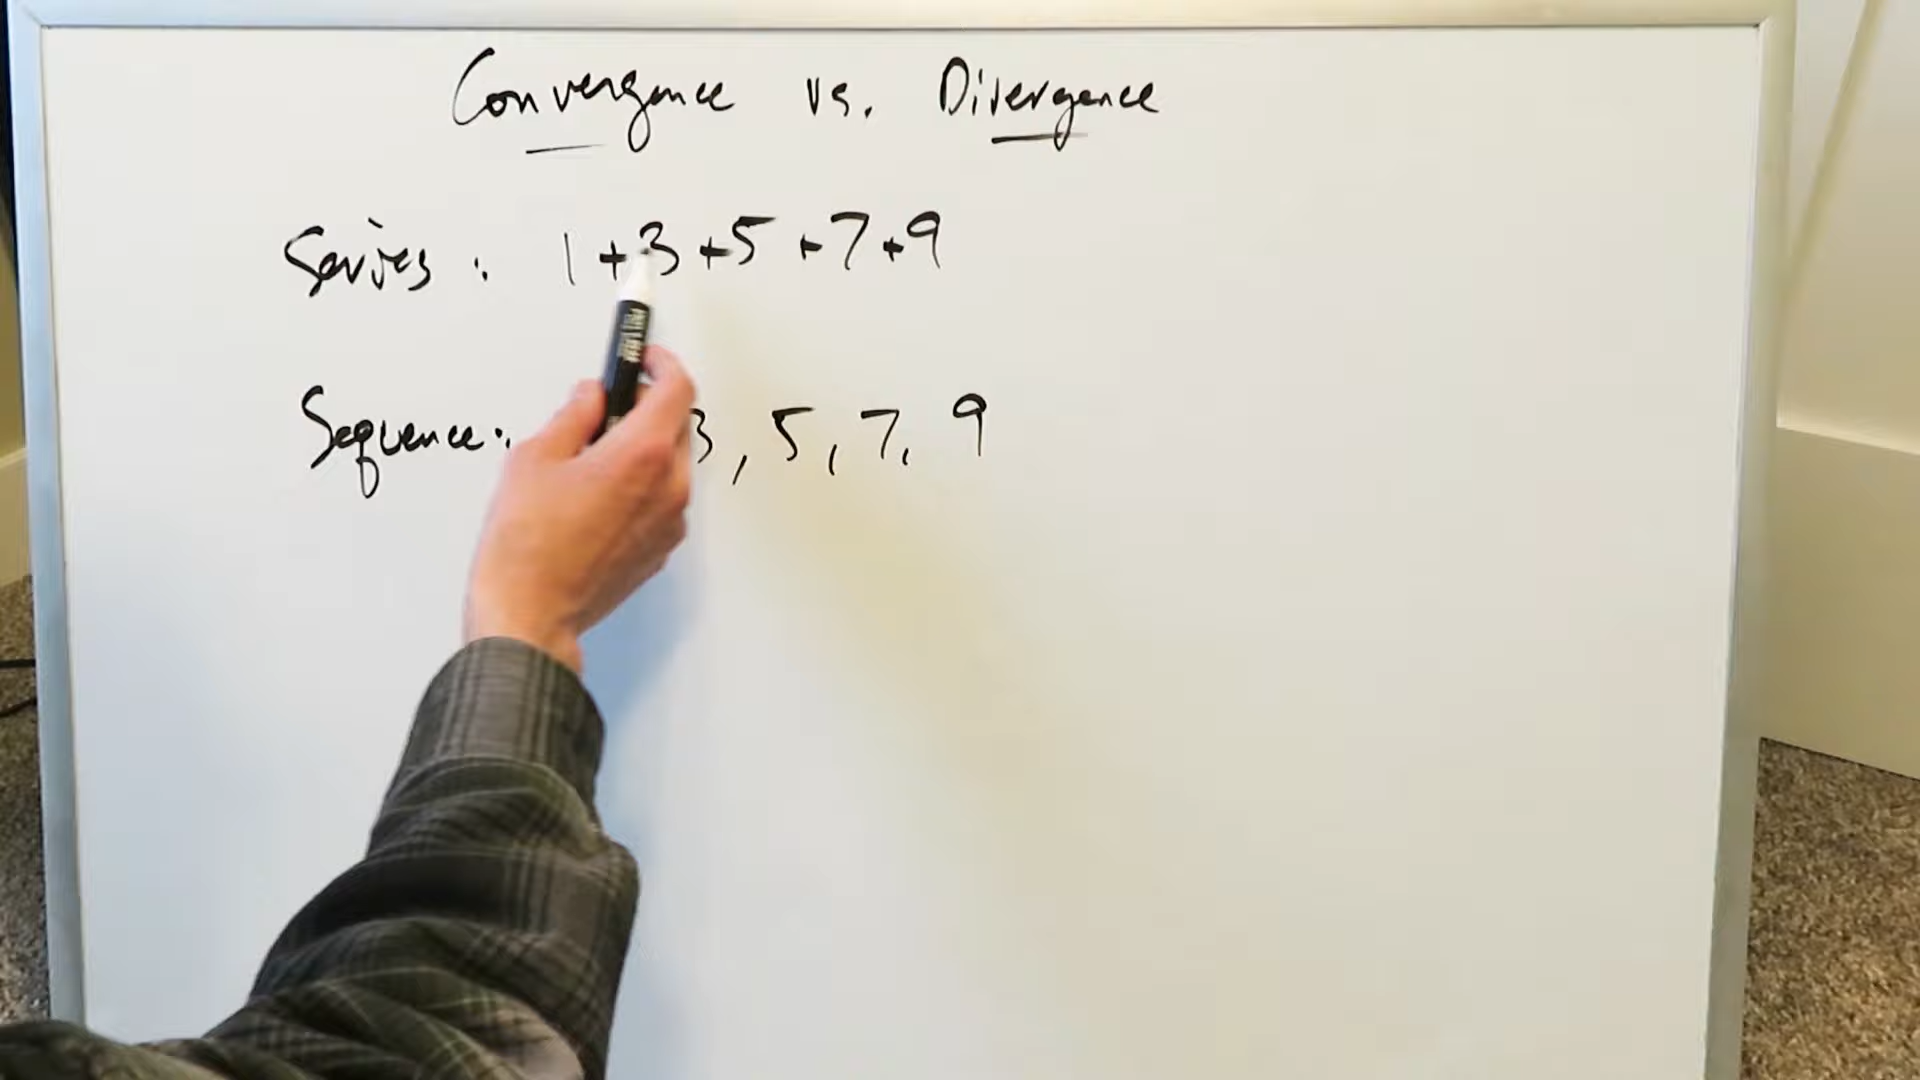 Convergence vs. Divergence
Series : 1 + 3 + 5 + 7 + 9
Sequence: 3, 5, 7, 9